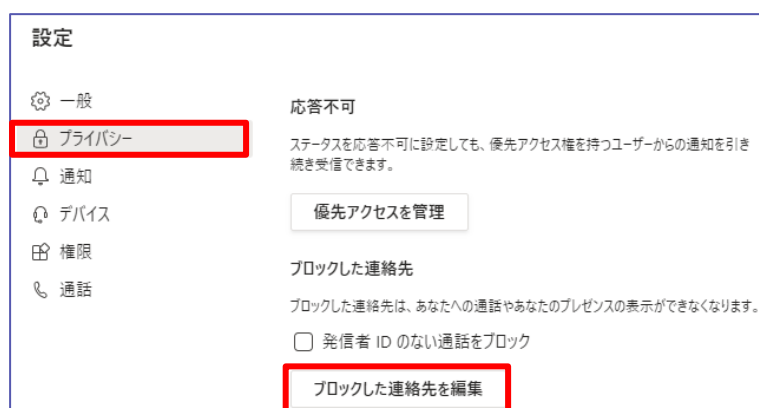 設定
一般
プライバシー
通知
デバイス
権限
通話
応答不可
ステータスを応答不可に設定しても、優先アクセス権を持つユーザーからの通知を引き
続き受信できます。
優先アクセスを管理
ブロックした連絡先
ブロックした連絡先は、あなたへの通話やあなたのプレゼンスの表示ができなくなります。
発信者 ID のない通話をブロック
ブロックした連絡先を編集